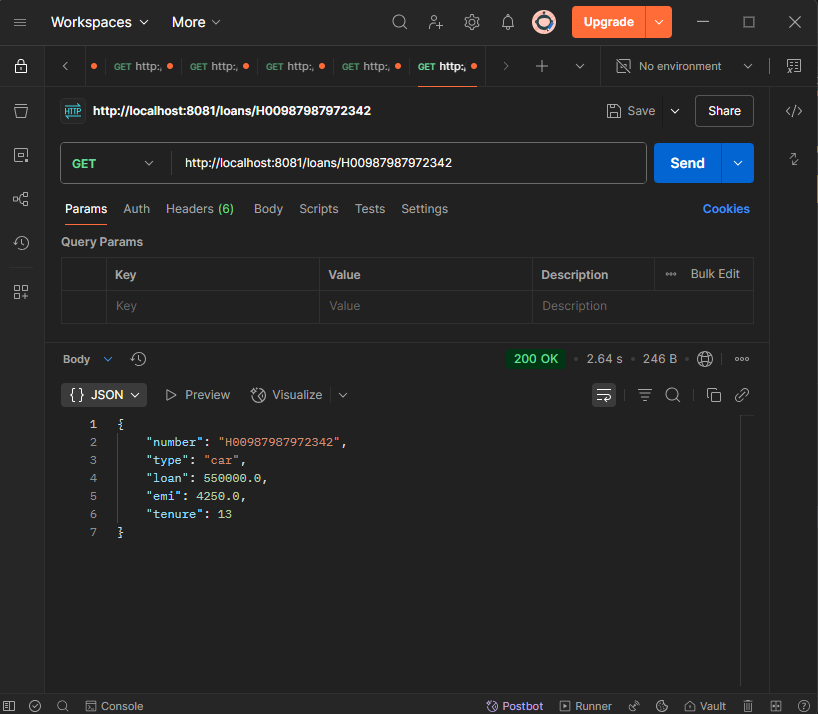 Workspaces More Upgrade
GET http:, GET http:, GET http:, GET http:, GET http:, No environment
HTTP http://localhost:8081/loans/H00987987972342 Save Share
GET http://localhost:8081/loans/H00987987972342 Send
Params Auth Headers (6) Body Scripts Tests Settings Cookies
Query Params
Key Value Description Bulk Edit
Key Value Description
Body 200 OK 2.64 s 246 B
{ } JSON Preview Visualize
1 {
2 "number": "H00987987972342",
3 "type": "car",
4 "loan": 550000.0,
5 "emi": 4250.0,
6 "tenure": 13
7 }
Console Postbot Runner Vault